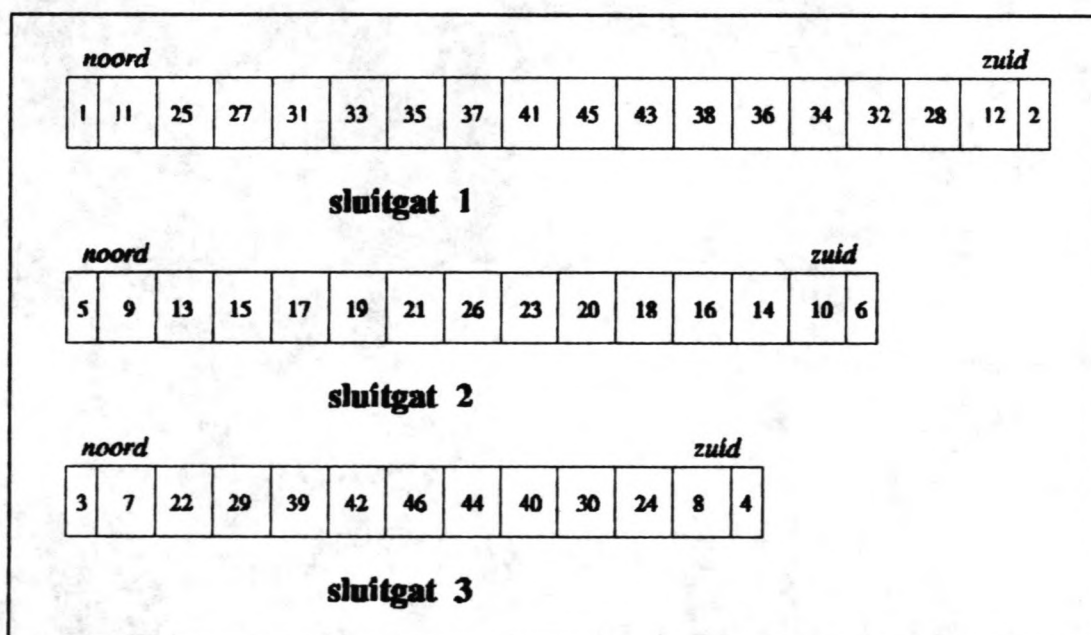 noord zuid
1 11 25 27 31 33 35 37 41 45 43 38 36 34 32 28 12 2
sluitgat 1
noord zuid
5 9 13 15 17 19 21 26 23 20 18 16 14 10 6
sluitgat 2
noord zuid
3 7 22 29 39 42 46 44 40 30 24 8 4
sluitgat 3